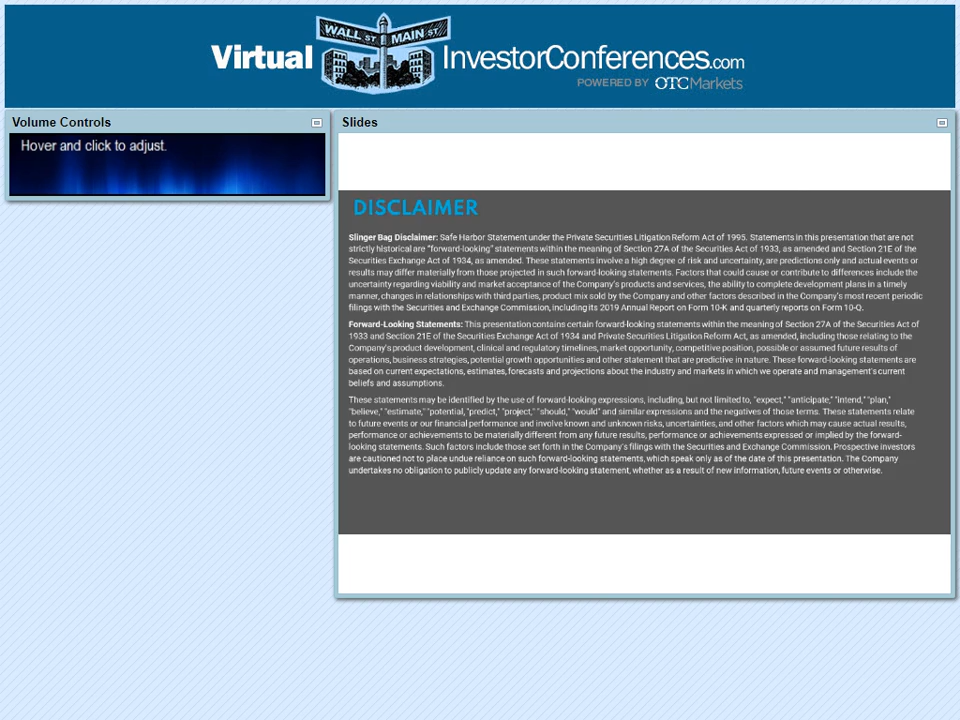 Virtual
WALL ST.
MAIN ST.
InvestorConferences.com
POWERED BY OTCMarkets
Volume Controls
Hover and click to adjust.
Slides
DISCLAIMER
Slinger Bag Disclaimer: Safe Harbor Statement under the Private Securities Litigation Reform Act of 1995. Statements in this presentation that are not
strictly historical are "forward-looking" statements within the meaning of Section 27A of the Securities Act of 1933, as amended and Section 21E of the
Securities Exchange Act of 1934, as amended. These statements involve a high degree of risk and uncertainty, are predictions only and actual events or
results may differ materially from those projected in such forward-looking statements. Factors that could cause or contribute to differences include the
uncertainty regarding viability and market acceptance of the Company's products and services, the ability to complete development plans in a timely
manner, changes in relationships with third parties, product mix sold by the Company and other factors described in the Company's most recent periodic
filings with the Securities and Exchange Commission, including its 2019 Annual Report on Form 10-K and quarterly reports on Form 10-Q.
Forward-Looking Statements: This presentation contains certain forward-looking statements within the meaning of Section 27A of the Securities Act of
1933 and Section 21E of the Securities Exchange Act of 1934 and Private Securities Litigation Reform Act, as amended, including those relating to the
Company's product development, clinical and regulatory timelines, market opportunity, competitive position, possible or assumed future results of
operations, business strategies, potential growth opportunities and other statement that are predictive in nature. These forward-looking statements are
based on current expectations, estimates, forecasts and projections about the industry and markets in which we operate and management's current
beliefs and assumptions.
These statements may be identified by the use of forward-looking expressions, including, but not limited to, "expect," "anticipate," "intend," "plan,"
"believe," "estimate," "potential, "predict," "project," "should," "would" and similar expressions and the negatives of those terms. These statements relate
to future events or our financial performance and involve known and unknown risks, uncertainties, and other factors which may cause actual results,
performance or achievements to be materially different from any future results, performance or achievements expressed or implied by the forward-
looking statements. Such factors include those set forth in the Company's filings with the Securities and Exchange Commission. Prospective investors
are cautioned not to place undue reliance on such forward-looking statements, which speak only as of the date of this presentation. The Company
undertakes no obligation to publicly update any forward-looking statement, whether as a result of new information, future events or otherwise.